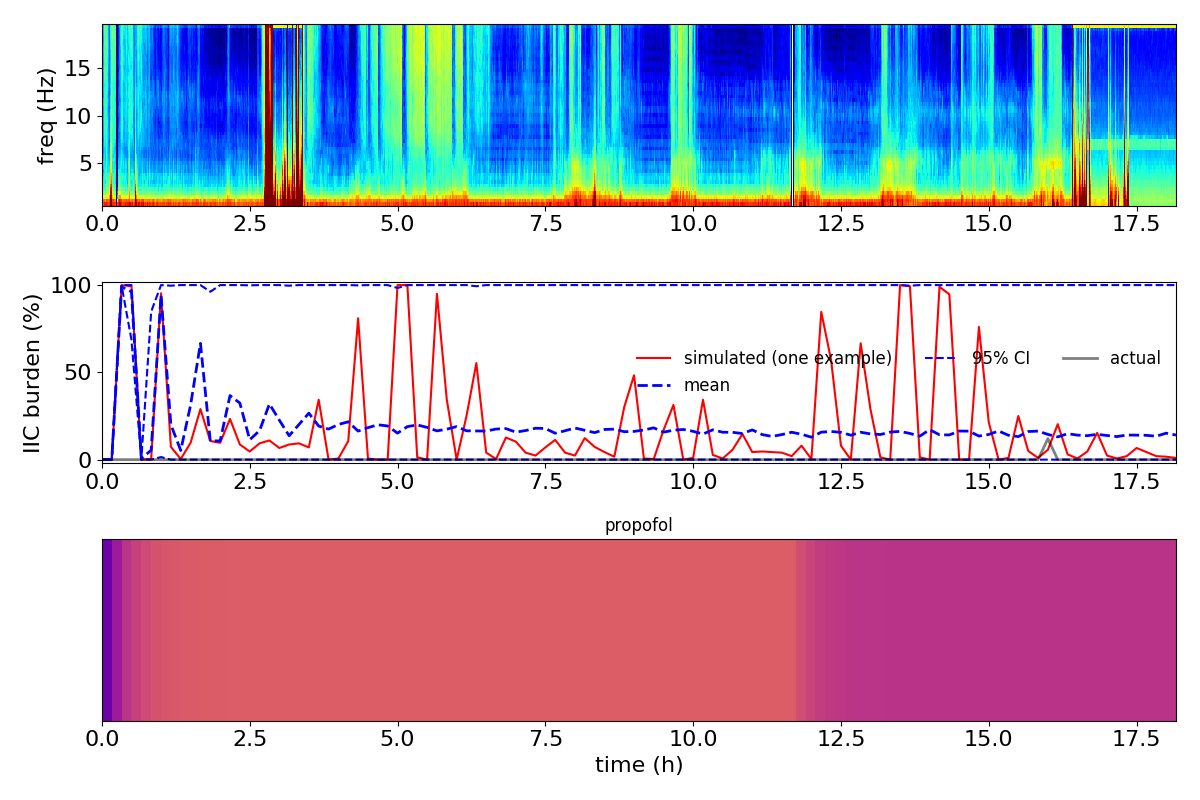 freq (Hz)
15
10
5
0.0 2.5 5.0 7.5 10.0 12.5 15.0 17.5
IIC burden (%)
100
50
0
simulated (one example) 95% CI actual
mean
0.0 2.5 5.0 7.5 10.0 12.5 15.0 17.5
propofol
0.0 2.5 5.0 7.5 10.0 12.5 15.0 17.5
time (h)